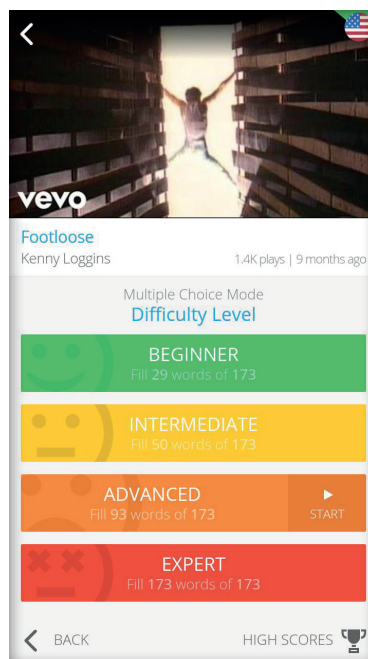 vevo
Footloose
Kenny Loggins 1.4K plays | 9 months ago
Multiple Choice Mode
Difficulty Level
BEGINNER
Fill 29 words of 173
INTERMEDIATE
Fill 50 words of 173
ADVANCED
Fill 93 words of 173
START
EXPERT
Fill 173 words of 173
BACK HIGH SCORES